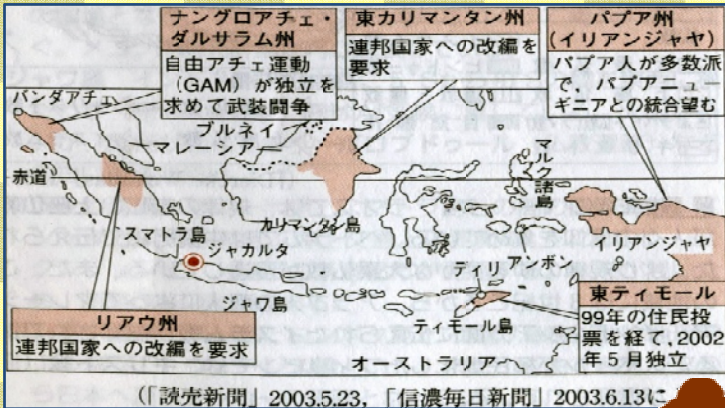 ナングロアチェ・
ダルサラム州
自由アチェ運動
(GAM) が独立を
求めて武装闘争
東カリマンタン州
連邦国家への改編を
要求
パプア州
(イリアンジャヤ)
パプア人が多数派
で、パプアニュー
ギニアとの統合望む
バンダアチェ
ブルネイ
マレーシア
マルク諸島
赤道
スマトラ島
ジャカルタ
カリマンタン島
イリアンジャヤ
ディリ
アンボン
ジャワ島
ティモール島
オーストラリア
リアウ州
連邦国家への改編を要求
東ティモール
99年の住民投
票を経て、2002
年5月独立
(「読売新聞」2003.5.23,「信濃毎日新聞」2003.6.13に